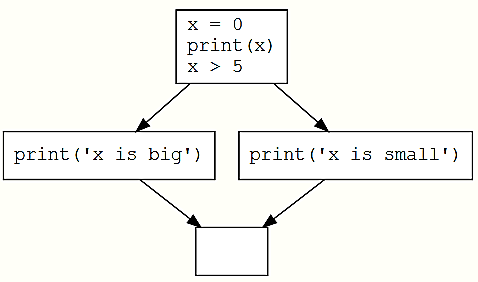 x = 0
print(x)
x > 5
print('x is big')
print('x is small')